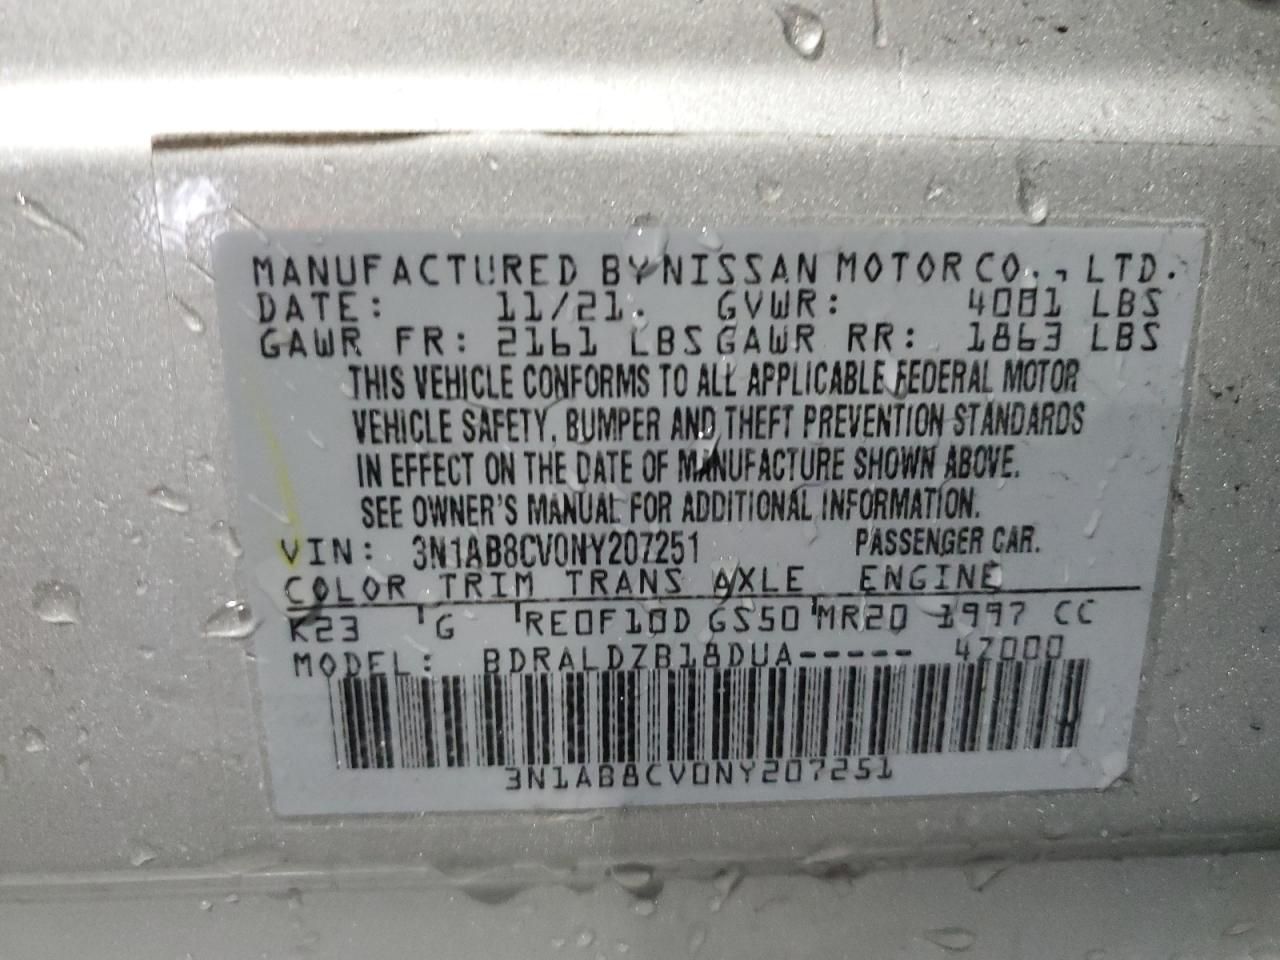 MANUFACTURED BY NISSAN MOTOR CO., LTD.
DATE: 11/21. GVWR: 4081 LBS
GAWR FR: 2161 LBS GAWR RR: 1863 LBS
THIS VEHICLE CONFORMS TO ALL APPLICABLE FEDERAL MOTOR
VEHICLE SAFETY, BUMPER AND THEFT PREVENTION STANDARDS
IN EFFECT ON THE DATE OF MANUFACTURE SHOWN ABOVE.
SEE OWNER'S MANUAL FOR ADDITIONAL INFORMATION.
VIN: 3N1AB8CV0NY207251 PASSENGER CAR.
COLOR TRIM TRANS AXLE ENGINE
K23 G RE0F10D GS50 MR20 1997 CC
MODEL: BDRALDZB18DUA----- 4Z000
3N1AB8CV0NY207251